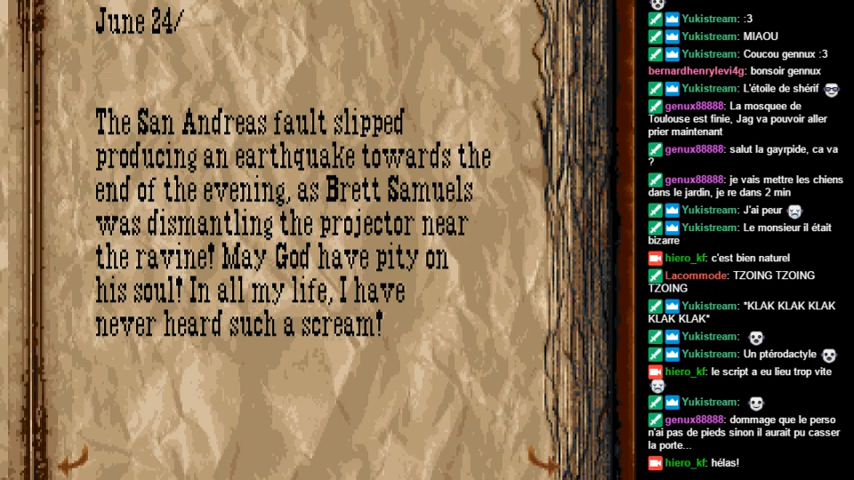 June 24/
The San Andreas fault slipped
producing an earthquake towards the
end of the evening, as Brett Samuels
was dismantling the projector near
the ravine! May God have pity on
his soul! In all my life, I have
never heard such a scream!
Yukistream: :3
Yukistream: MIAOU
Yukistream: Coucou gennux :3
bernardhenrylevi4g: bonsoir gennux
Yukistream: L'étoile de shérif
genux88888: La mosquee de
Toulouse est finie, Jag va pouvoir aller
prier maintenant
genux88888: salut la gayrpide, ca va
?
genux88888: je vais mettre les chiens
dans le jardin, je re dans 2 min
Yukistream: J'ai peur
Yukistream: Le monsieur il était
bizarre
hiero_kf: c'est bien naturel
Lacommode: TZOING TZOING
TZOING
Yukistream: *KLAK KLAK KLAK
KLAK KLAK*
Yukistream:
Yukistream: Un ptérodactyle
hiero_kf: le script a eu lieu trop vite
Yukistream:
genux88888: dommage que le perso
n'ai pas de pieds sinon il aurait pu casser
la porte...
hiero_kf: hélas!